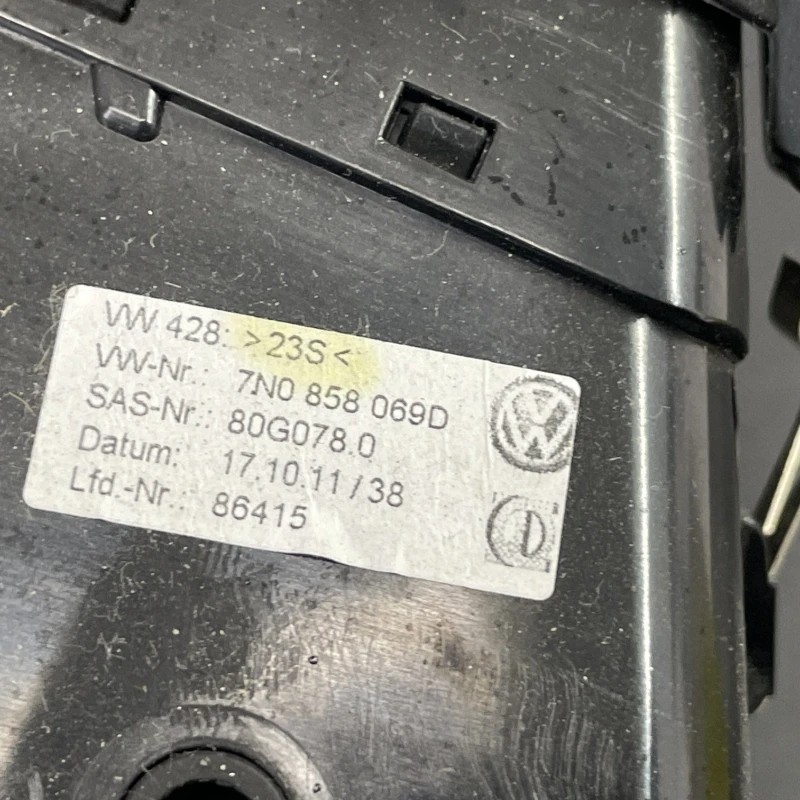 VW 428: >23S<
VW-Nr.: 7N0 858 069D
SAS-Nr.: 80G078.0
Datum: 17.10.11/38
Lfd.-Nr.: 86415